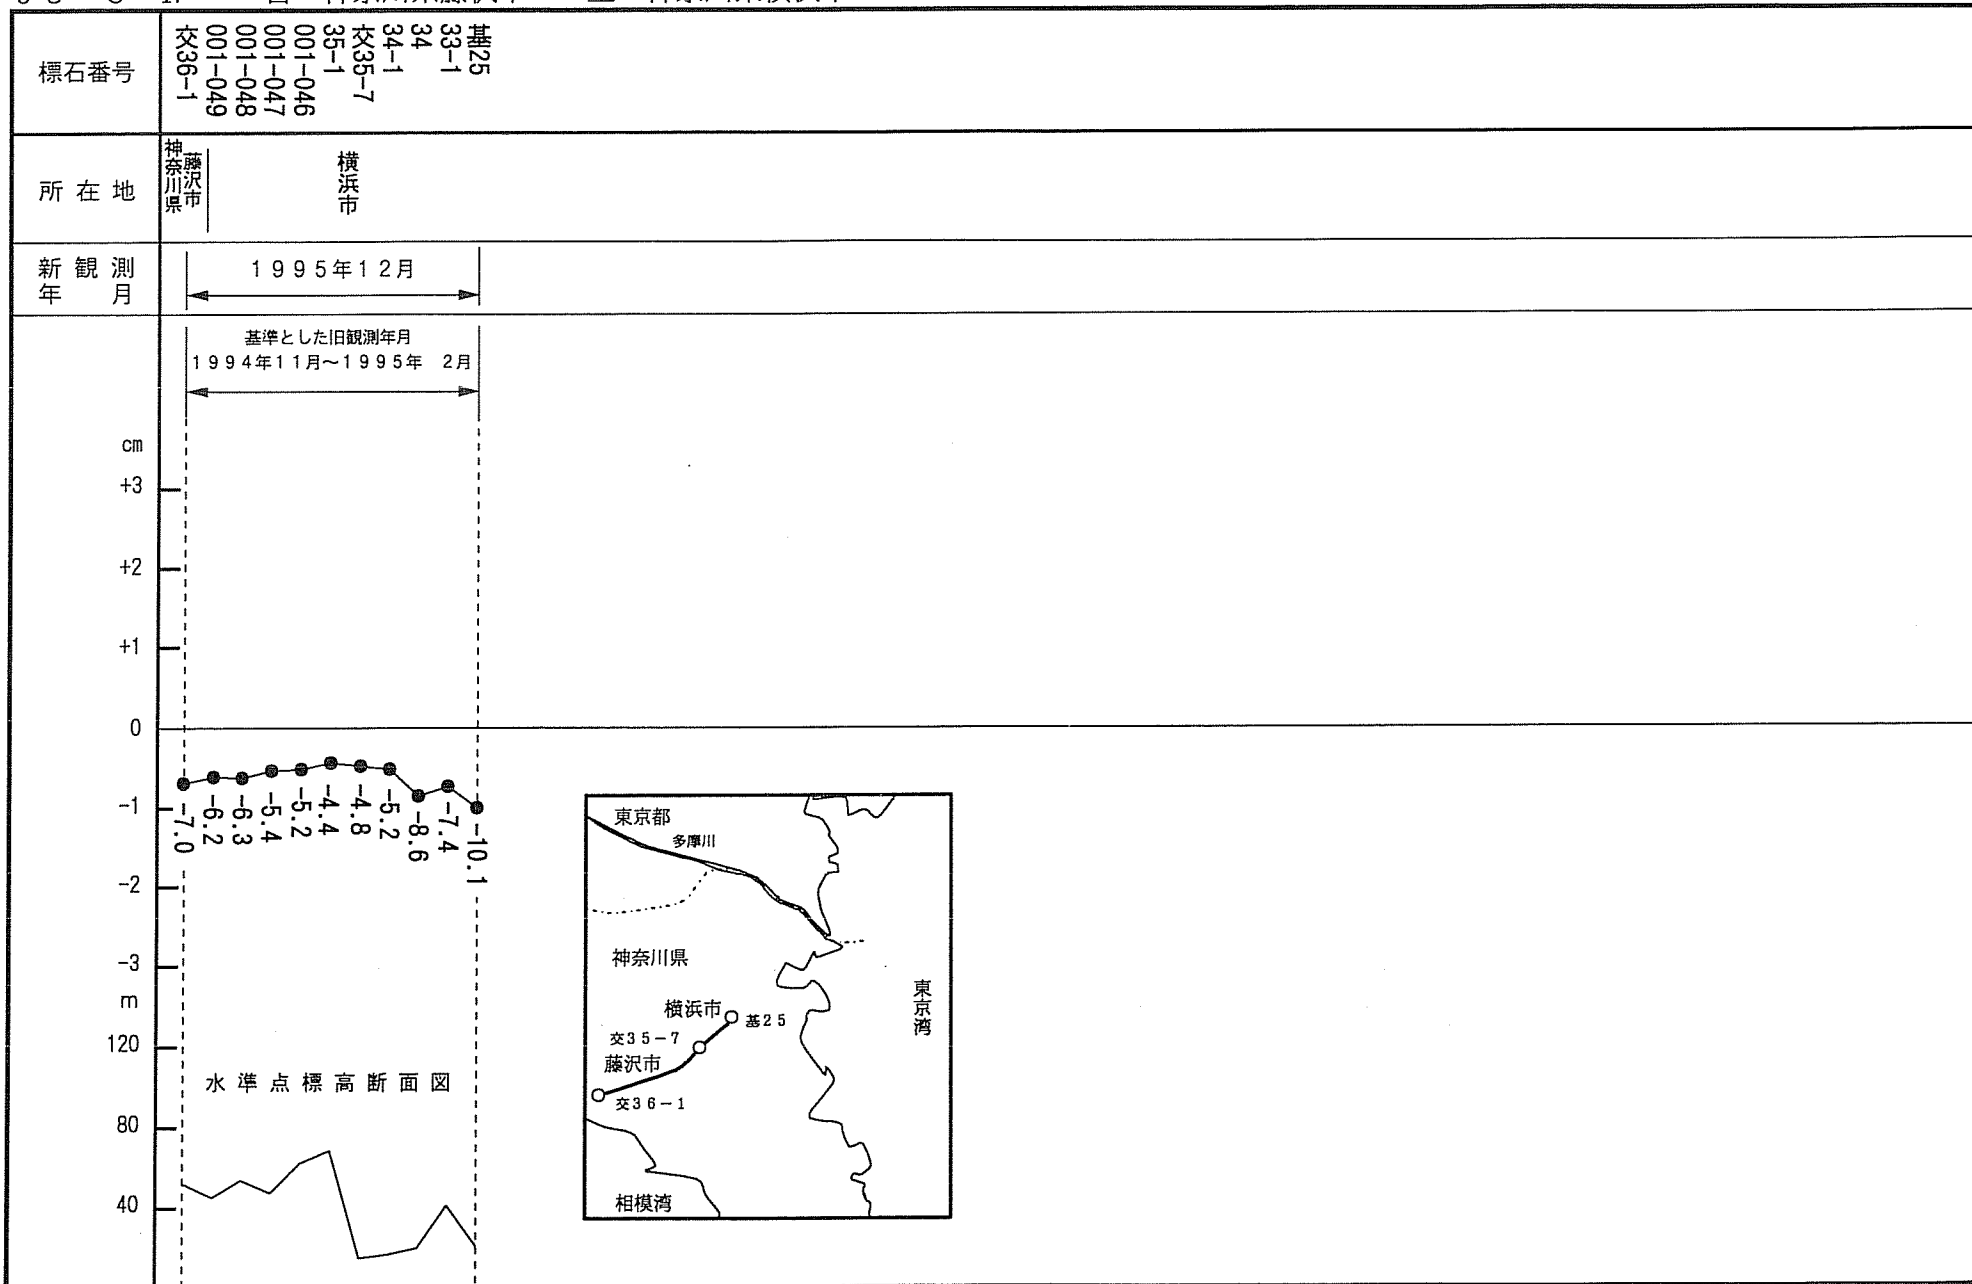 標石番号
交36-1
001-049
001-048
001-047
001-046
35-1
交35-7
34-1
34
33-1
基25
所在地
神奈川県
藤沢市
横浜市
新観測
年月
1995年12月
基準とした旧観測年月
1994年11月～1995年 2月
cm
+3
+2
+1
0
-1
-2
-3
-7.0
-6.2
-6.3
-5.4
-5.2
-4.4
-4.8
-5.2
-8.6
-7.4
-10.1
m
120
80
40
水準点標高断面図
東京都
多摩川
神奈川県
横浜市
基25
交35-7
藤沢市
交36-1
東京湾
相模湾